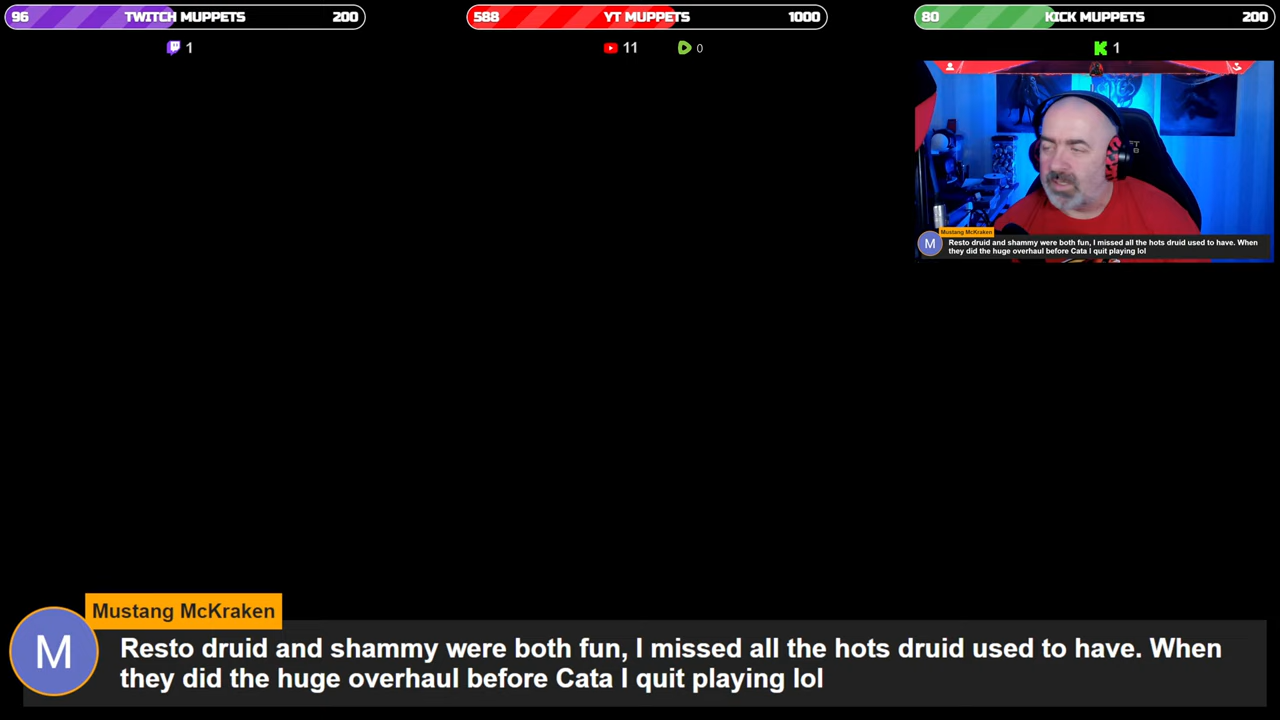 96 TWITCH MUPPETS 200
588 YT MUPPETS 1000
80 KICK MUPPETS 200
1
11
0
1
M
Mustang McKraken
Resto druid and shammy were both fun, I missed all the hots druid used to have. When
they did the huge overhaul before Cata I quit playing lol
M
Mustang McKraken
Resto druid and shammy were both fun, I missed all the hots druid used to have. When
they did the huge overhaul before Cata I quit playing lol